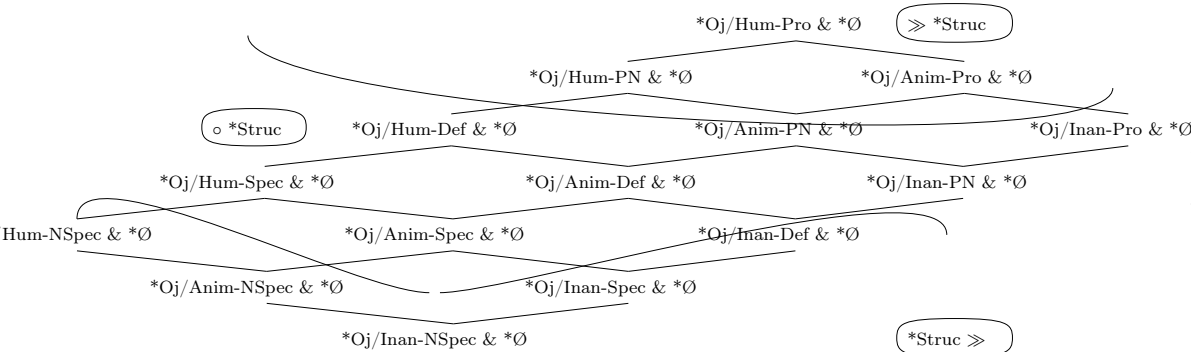 *Oj/Hum-Pro & *Ø ≫ *Struc
*Oj/Hum-PN & *Ø *Oj/Anim-Pro & *Ø
∘ *Struc *Oj/Hum-Def & *Ø *Oj/Anim-PN & *Ø *Oj/Inan-Pro & *Ø
*Oj/Hum-Spec & *Ø *Oj/Anim-Def & *Ø *Oj/Inan-PN & *Ø
Hum-NSpec & *Ø *Oj/Anim-Spec & *Ø *Oj/Inan-Def & *Ø
*Oj/Anim-NSpec & *Ø *Oj/Inan-Spec & *Ø
*Oj/Inan-NSpec & *Ø *Struc ≫